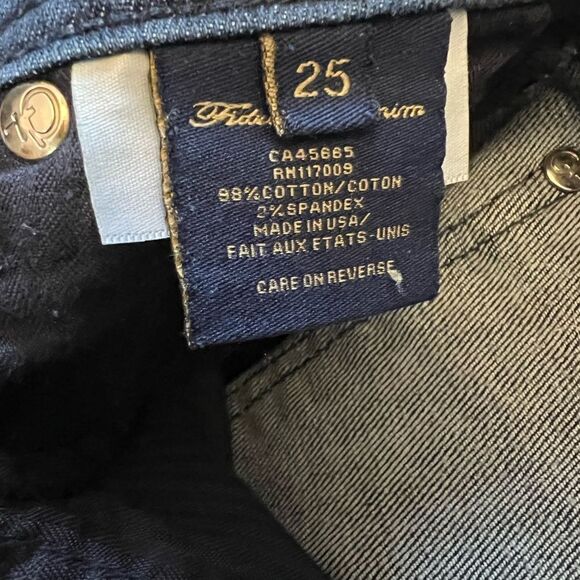 25
CA45665
RN117009
98%COTTON/COTON
2%SPANDEX
MADE IN USA/
FAIT AUX ETATS-UNIS
CARE ON REVERSE